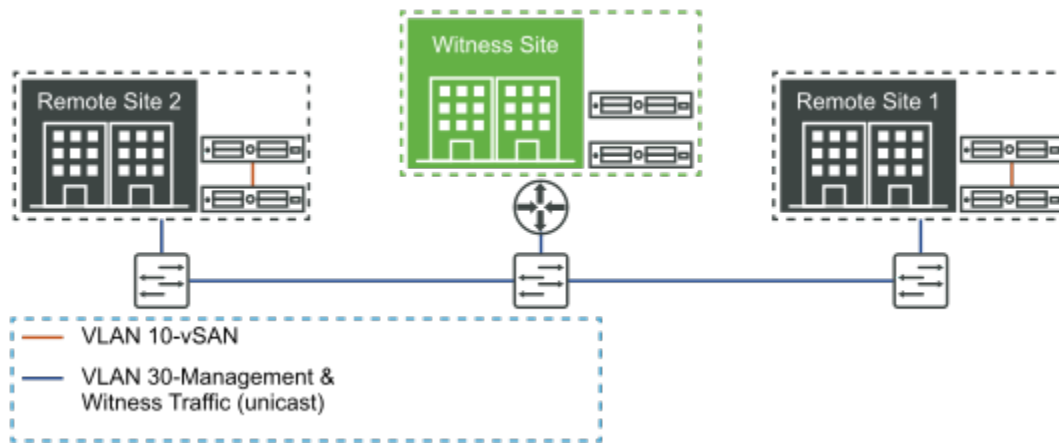 Witness Site
Remote Site 2
Remote Site 1
VLAN 10-vSAN
VLAN 30-Management &
Witness Traffic (unicast)